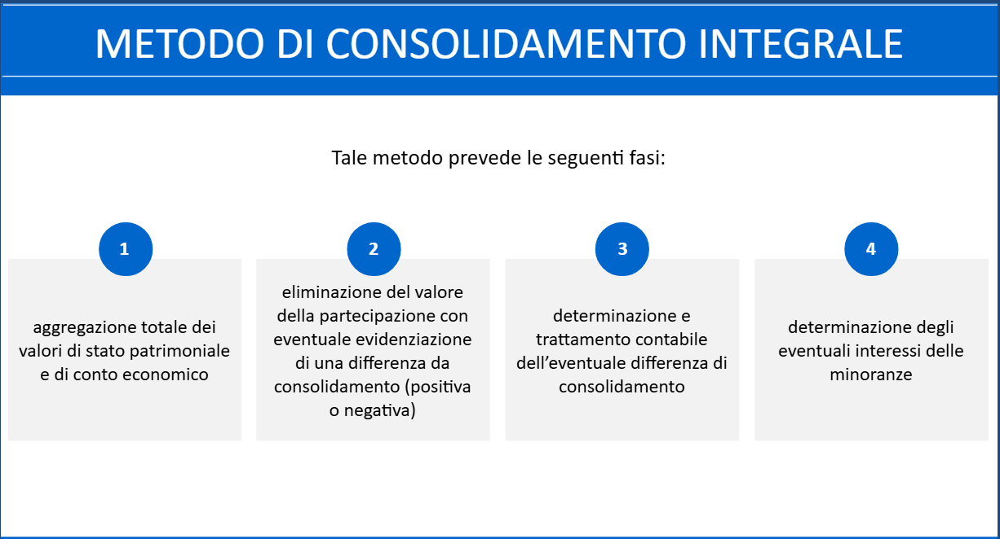 METODO DI CONSOLIDAMENTO INTEGRALE
Tale metodo prevede le seguenti fasi:
1
aggregazione totale dei
valori di stato patrimoniale
e di conto economico
2
eliminazione del valore
della partecipazione con
eventuale evidenziazione
di una differenza da
consolidamento (positiva
o negativa)
3
determinazione e
trattamento contabile
dell’eventuale differenza di
consolidamento
4
determinazione degli
eventuali interessi delle
minoranze